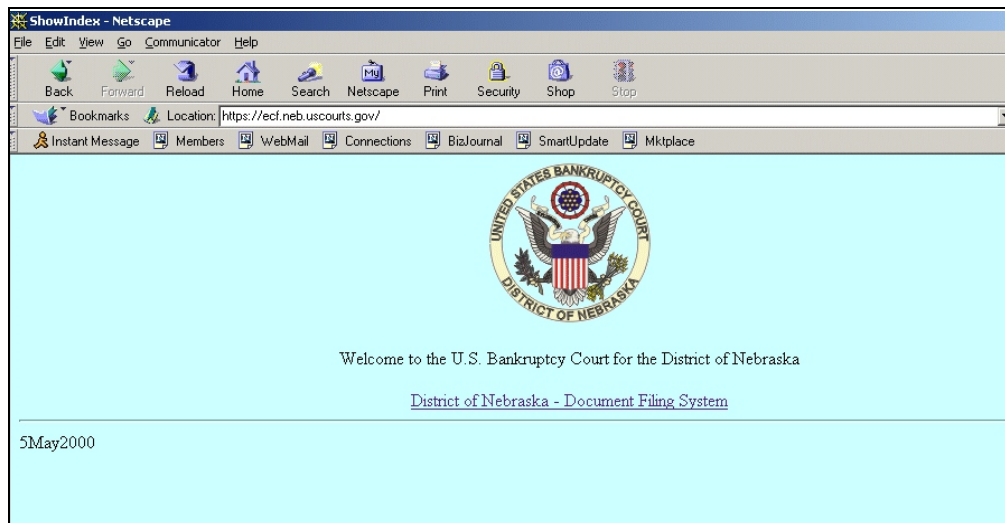 ShowIndex - Netscape
File Edit View Go Communicator Help
Back Forward Reload Home Search Netscape Print Security Shop Stop
Bookmarks Location: https://ecf.neb.uscourts.gov/
Instant Message Members WebMail Connections BizJournal SmartUpdate Mktplace
UNITED STATES BANKRUPTCY COURT
DISTRICT OF NEBRASKA
Welcome to the U.S. Bankruptcy Court for the District of Nebraska
District of Nebraska - Document Filing System
5May2000